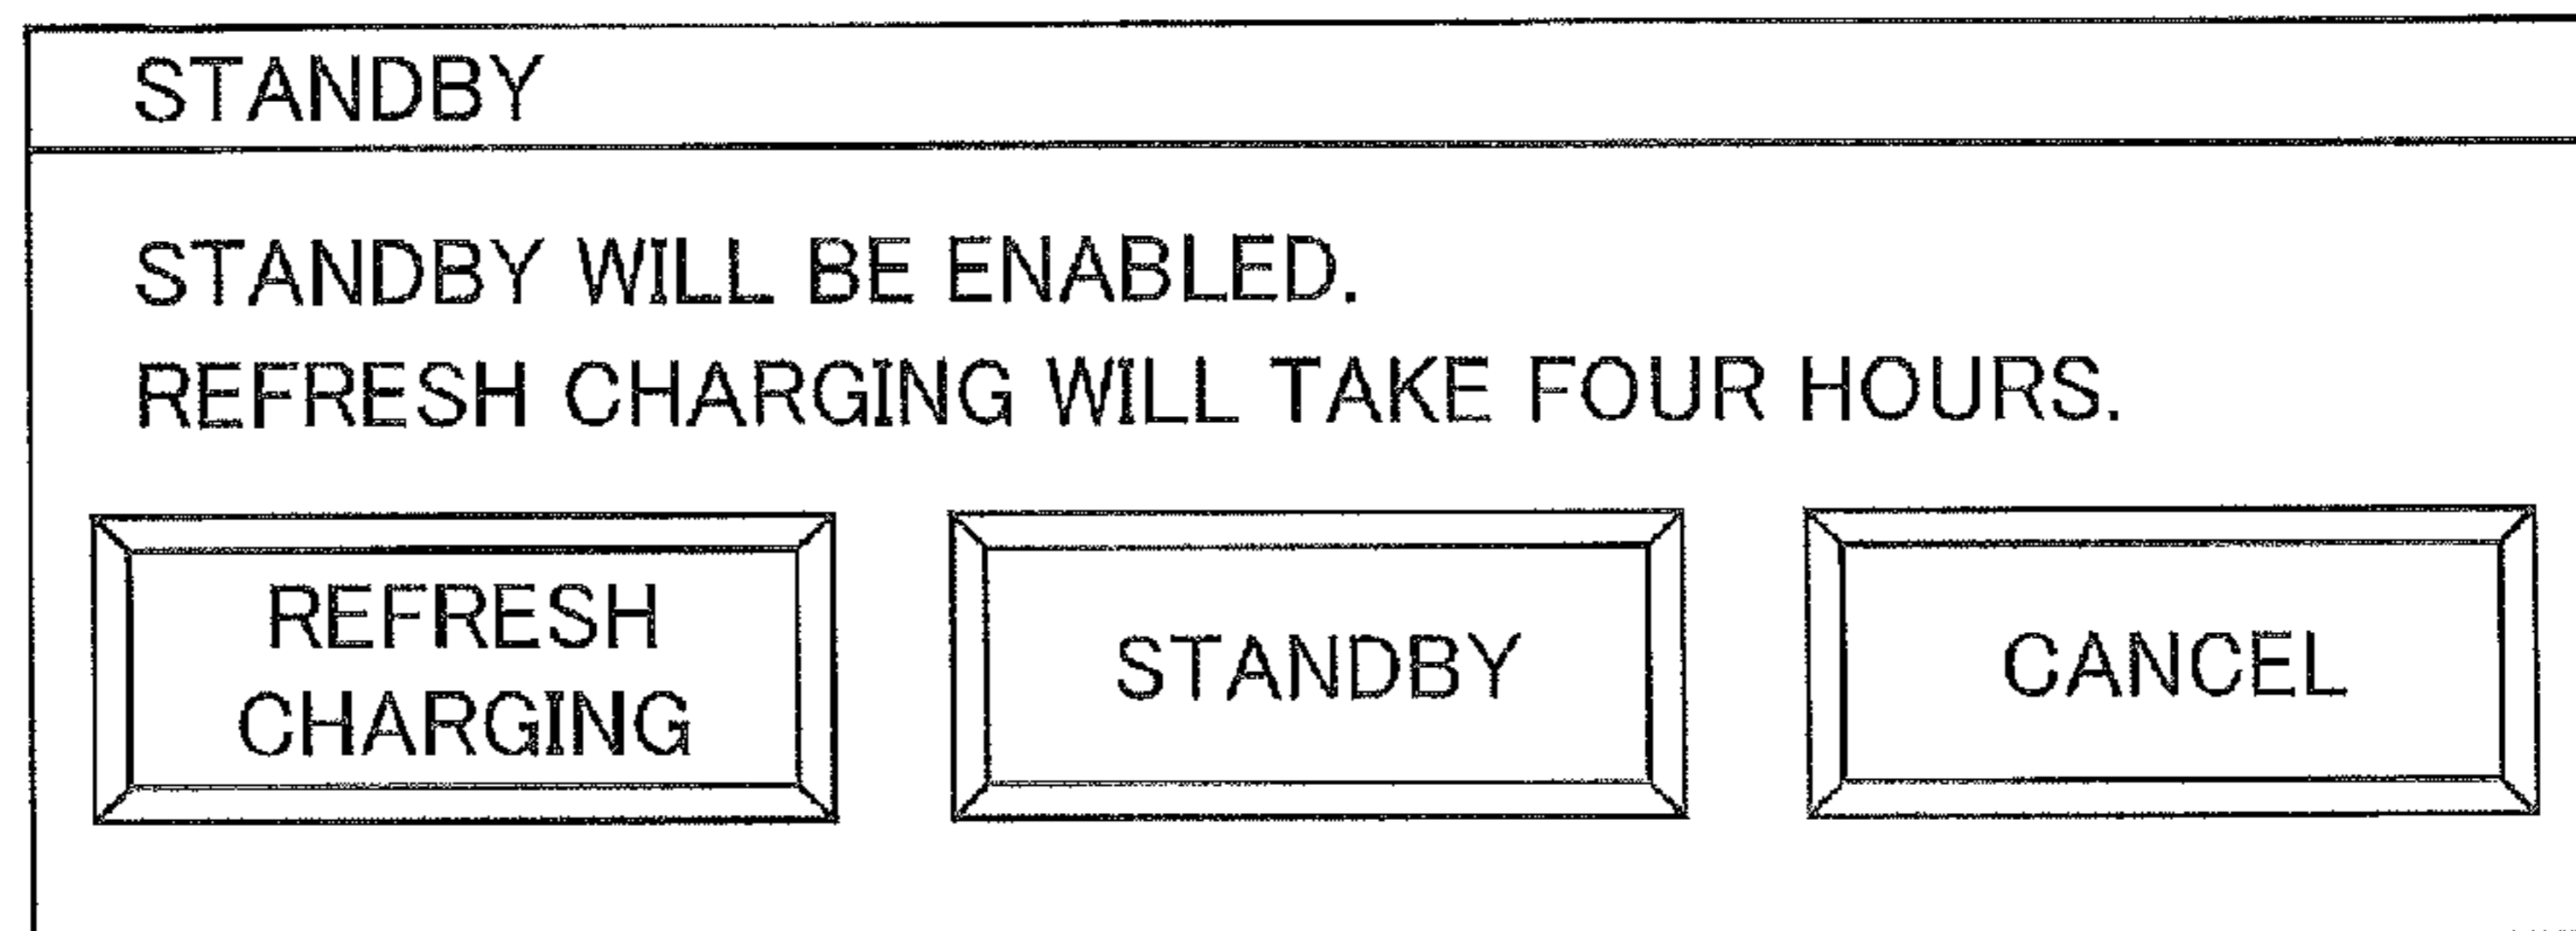 STANDBY
STANDBY WILL BE ENABLED.
REFRESH CHARGING WILL TAKE FOUR HOURS.
REFRESH
CHARGING
STANDBY
CANCEL